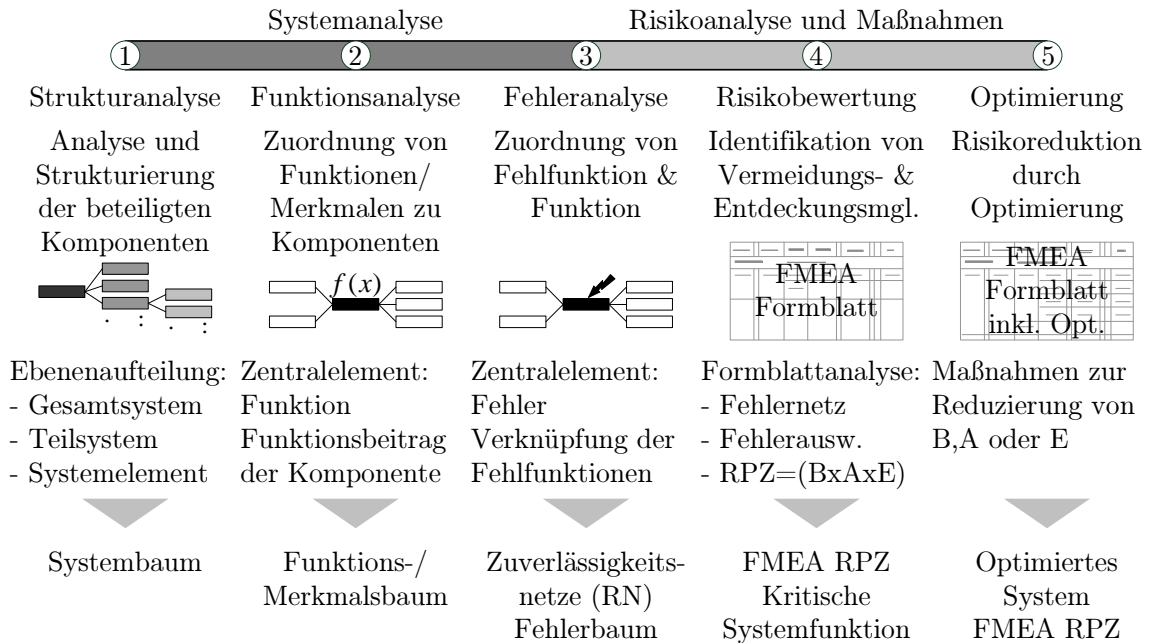 Systemanalyse
Risikoanalyse und Maßnahmen
1
2
3
4
5
Strukturanalyse
Analyse und
Strukturierung
der beteiligten
Komponenten
Ebenenaufteilung:
- Gesamtsystem
- Teilsystem
- Systemelement
Systembaum
Funktionsanalyse
Zuordnung von
Funktionen/
Merkmalen zu
Komponenten
f(x)
Zentralelement:
Funktion
Funktionsbeitrag
der Komponente
Funktions-/
Merkmalsbaum
Fehleranalyse
Zuordnung von
Fehlfunktion &
Funktion
Zentralelement:
Fehler
Verknüpfung der
Fehlfunktionen
Zuverlässigkeits-
netze (RN)
Fehlerbaum
Risikobewertung
Identifikation von
Vermeidungs- &
Entdeckungsmgl.
FMEA
Formblatt
Formblattanalyse:
- Fehlernetz
- Fehlerausw.
- RPZ=(BxAxE)
FMEA RPZ
Kritische
Systemfunktion
Optimierung
Risikoreduktion
durch
Optimierung
FMEA
Formblatt
inkl. Opt.
Maßnahmen zur
Reduzierung von
B,A oder E
Optimiertes
System
FMEA RPZ